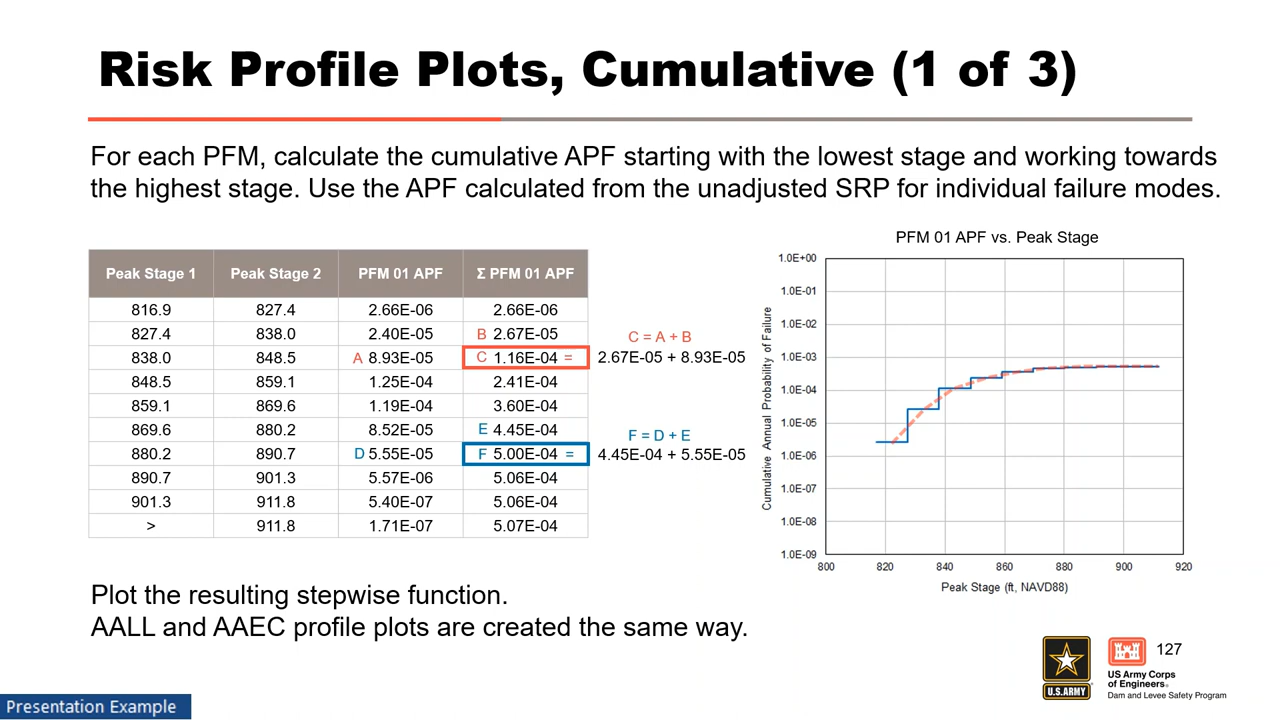 Risk Profile Plots, Cumulative (1 of 3)
For each PFM, calculate the cumulative APF starting with the lowest stage and working towards
the highest stage. Use the APF calculated from the unadjusted SRP for individual failure modes.
Peak Stage 1 Peak Stage 2 PFM 01 APF Σ PFM 01 APF
816.9 827.4 2.66E-06 2.66E-06
827.4 838.0 2.40E-05 B 2.67E-05
838.0 848.5 A 8.93E-05 C 1.16E-04 =
848.5 859.1 1.25E-04 2.41E-04
859.1 869.6 1.19E-04 3.60E-04
869.6 880.2 8.52E-05 E 4.45E-04
880.2 890.7 D 5.55E-05 F 5.00E-04 =
890.7 901.3 5.57E-06 5.06E-04
901.3 911.8 5.40E-07 5.06E-04
> 911.8 1.71E-07 5.07E-04
C = A + B
2.67E-05 + 8.93E-05
F = D + E
4.45E-04 + 5.55E-05
PFM 01 APF vs. Peak Stage
Cumulative Annual Probability of Failure
1.0E+00
1.0E-01
1.0E-02
1.0E-03
1.0E-04
1.0E-05
1.0E-06
1.0E-07
1.0E-08
1.0E-09
800 820 840 860 880 900 920
Peak Stage (ft, NAVD88)
Plot the resulting stepwise function.
AALL and AAEC profile plots are created the same way.
U.S. ARMY
US Army Corps
of Engineers®
Dam and Levee Safety Program
127
Presentation Example